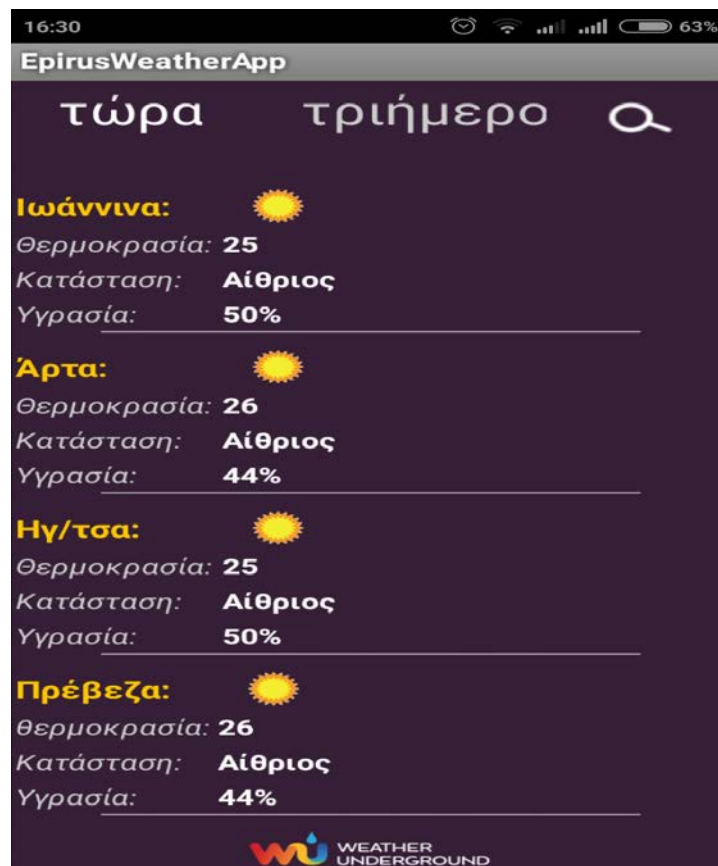 16:30 63%
EpirusWeatherApp
τώρα τριήμερο
Ιωάννινα:
Θερμοκρασία: 25
Κατάσταση: Αίθριος
Υγρασία: 50%
Άρτα:
Θερμοκρασία: 26
Κατάσταση: Αίθριος
Υγρασία: 44%
Ηγ/τσα:
Θερμοκρασία: 25
Κατάσταση: Αίθριος
Υγρασία: 50%
Πρέβεζα:
θερμοκρασία: 26
Κατάσταση: Αίθριος
Υγρασία: 44%
WU WEATHER
UNDERGROUND